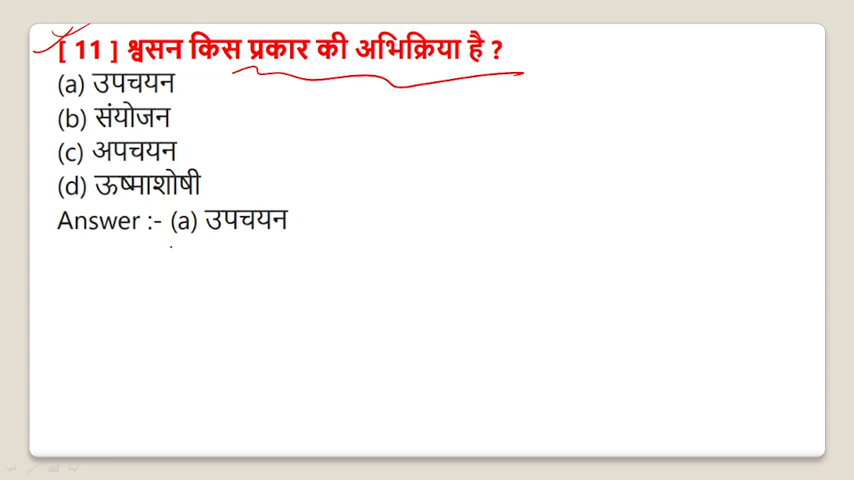 [ 11 ] श्वसन किस प्रकार की अभिक्रिया है ?
(a) उपचयन
(b) संयोजन
(c) अपचयन
(d) ऊष्माशोषी
Answer :- (a) उपचयन